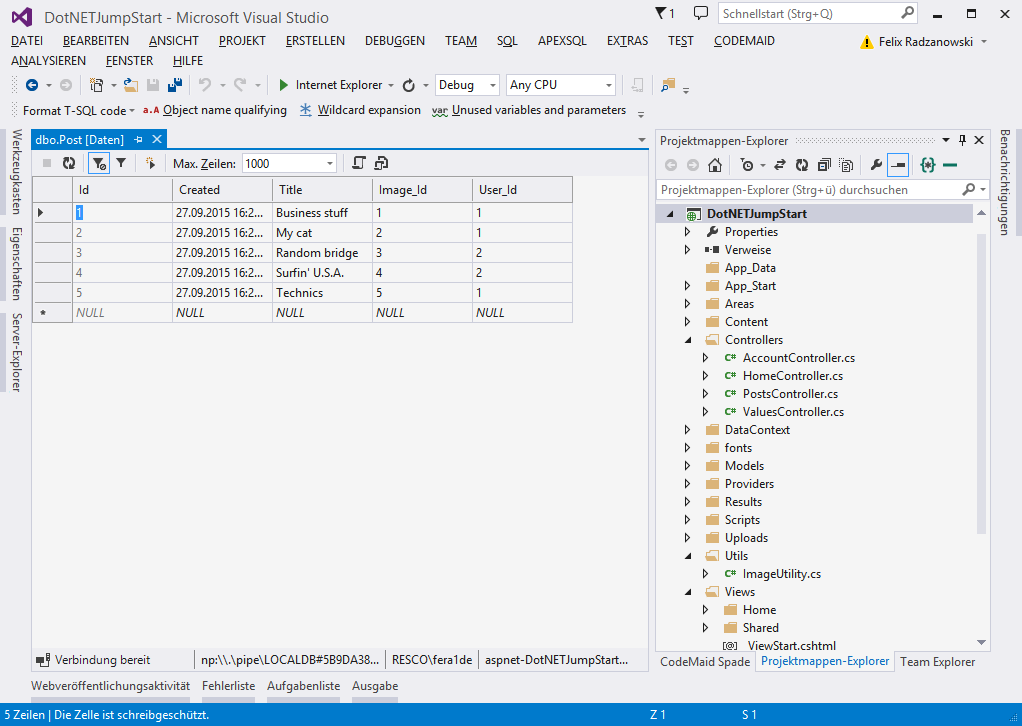 DotNETJumpStart - Microsoft Visual Studio
1
Schnellstart (Strg+Q)
DATEI BEARBEITEN ANSICHT PROJEKT ERSTELLEN DEBUGGEN TEAM SQL APEXSQL EXTRAS TEST CODEMAID
Felix Radzanowski
ANALYSIEREN FENSTER HILFE
Internet Explorer Debug Any CPU
Format T-SQL code a.A Object name qualifying Wildcard expansion var Unused variables and parameters
Werkzeugkasten
Eigenschaften
Server-Explorer
dbo.Post [Daten]
Max. Zeilen: 1000
Id Created Title Image_Id User_Id
1 27.09.2015 16:2... Business stuff 1 1
2 27.09.2015 16:2... My cat 2 1
3 27.09.2015 16:2... Random bridge 3 2
4 27.09.2015 16:2... Surfin' U.S.A. 4 2
5 27.09.2015 16:2... Technics 5 1
NULL NULL NULL NULL NULL
Verbindung bereit np:\\.\pipe\LOCALDB#5B9DA38... RESCO\fera1de aspnet-DotNETJumpStart...
Projektmappen-Explorer
Projektmappen-Explorer (Strg+ü) durchsuchen
DotNETJumpStart
Properties
Verweise
App_Data
App_Start
Areas
Content
Controllers
C# AccountController.cs
C# HomeController.cs
C# PostsController.cs
C# ValuesController.cs
DataContext
fonts
Models
Providers
Results
Scripts
Uploads
Utils
C# ImageUtility.cs
Views
Home
Shared
_ViewStart.cshtml
CodeMaid Spade Projektmappen-Explorer Team Explorer
Benachrichtigungen
Webveröffentlichungsaktivität Fehlerliste Aufgabenliste Ausgabe
5 Zeilen | Die Zelle ist schreibgeschützt. Z 1 S 1